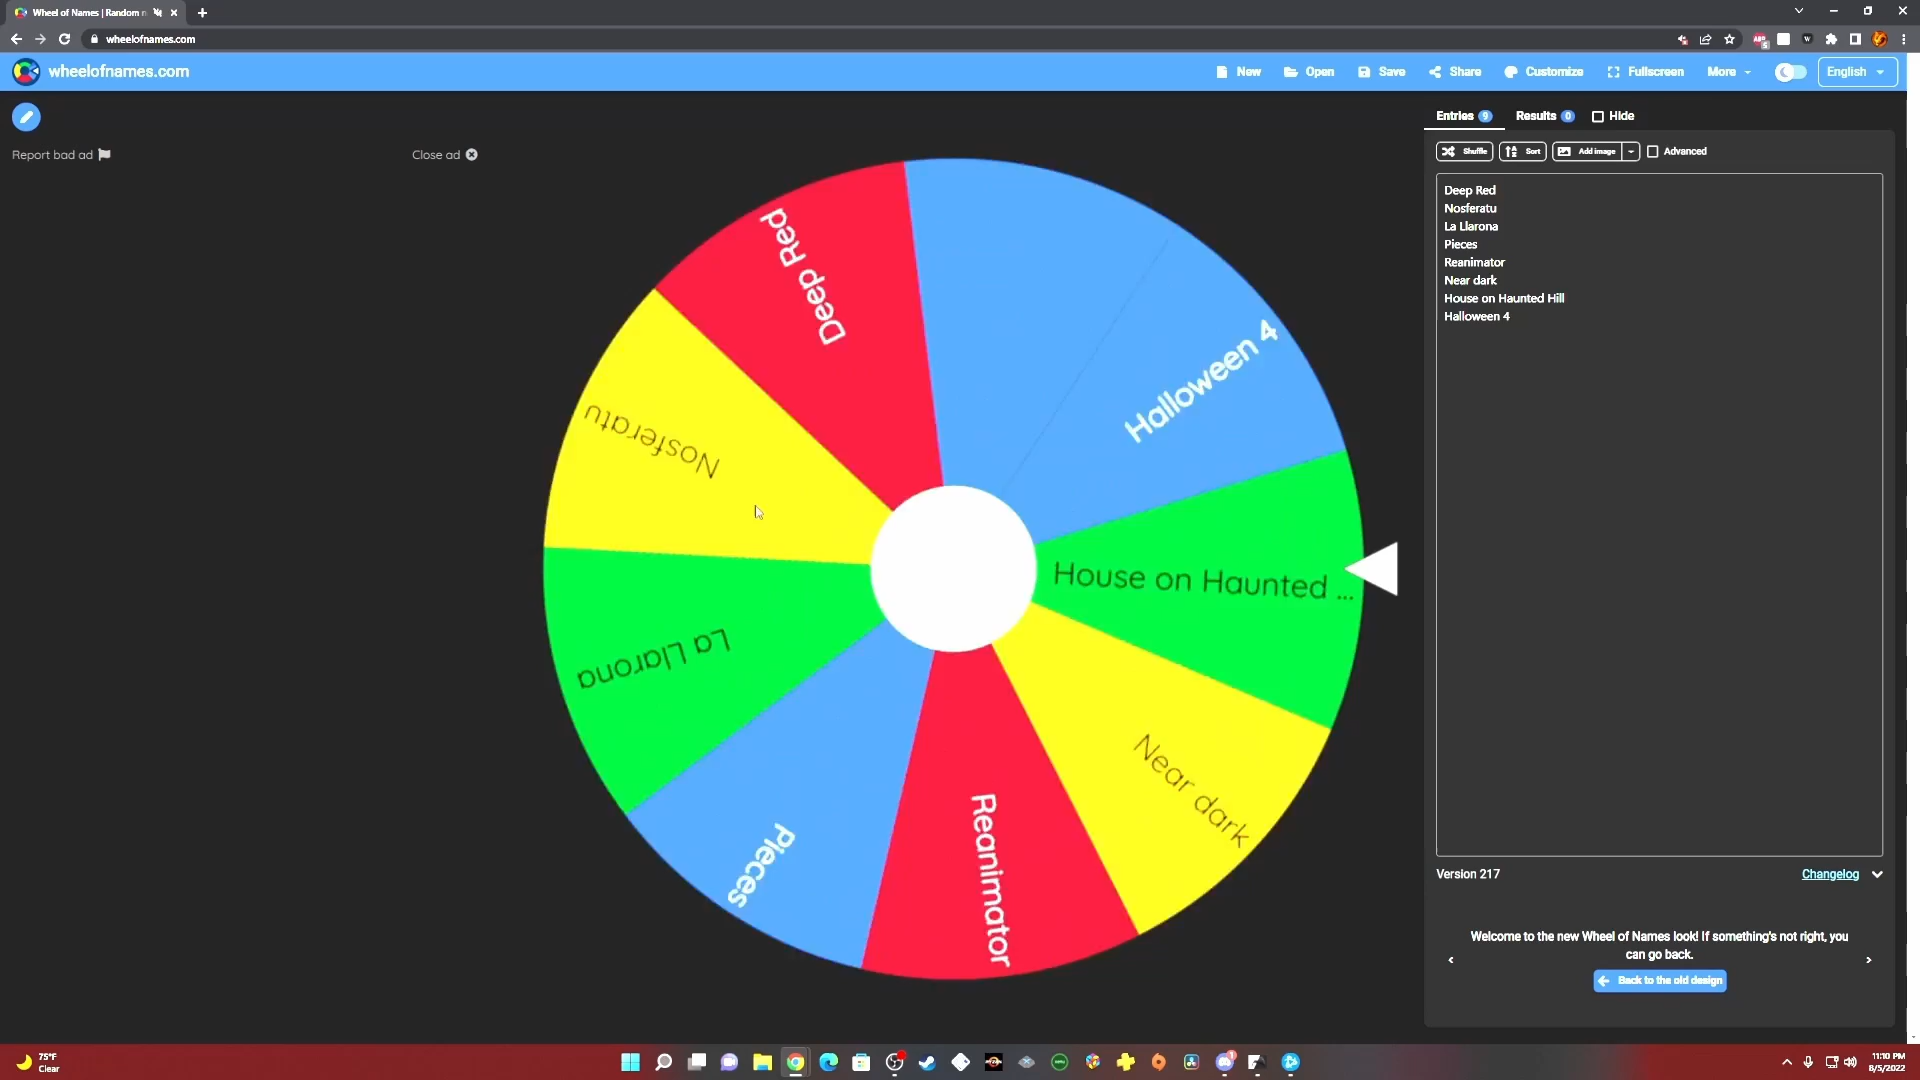 Wheel of Names | Random n
wheelofnames.com
wheelofnames.com
New
Open
Save
Share
Customize
Fullscreen
More
English
Report bad ad
Close ad
Entries 9
Results 0
Hide
Shuffle
Sort
Add image
Advanced
Deep Red
Nosferatu
La Llarona
Pieces
Reanimator
Near dark
House on Haunted Hill
Halloween 4
Deep Red
Halloween 4
Nosferatu
House on Haunted ...
La Llarona
Near dark
Pieces
Reanimator
Version 217
Changelog
Welcome to the new Wheel of Names look! If something's not right, you
can go back.
Back to the old design
75°F
Clear
11:10 PM
8/5/2022